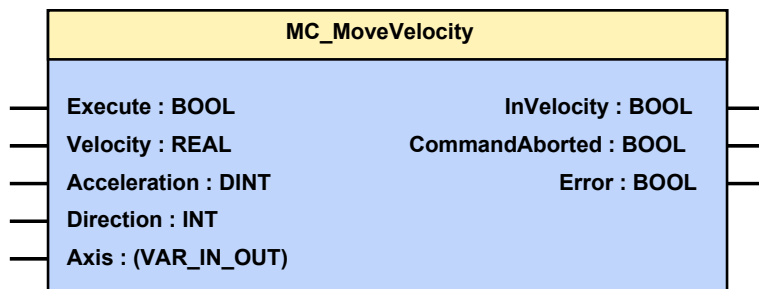 MC_MoveVelocity
Execute : BOOL
InVelocity : BOOL
Velocity : REAL
CommandAborted : BOOL
Acceleration : DINT
Error : BOOL
Direction : INT
Axis : (VAR_IN_OUT)